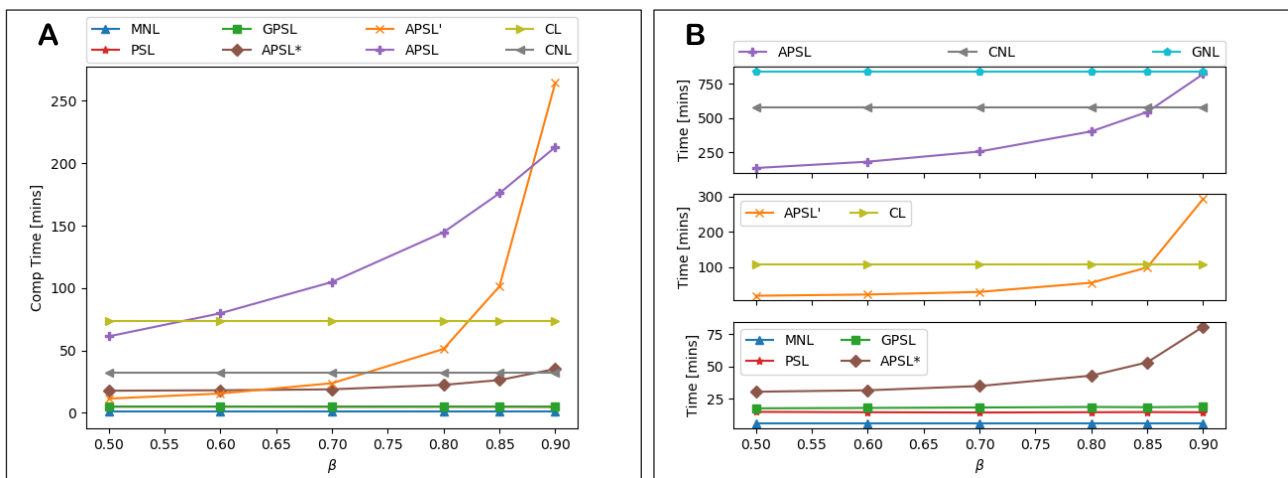 A
MNL GPSL APSL' CL
PSL APSL* APSL CNL
Comp Time [mins]
250
200
150
100
50
0
0.50 0.55 0.60 0.65 0.70 0.75 0.80 0.85 0.90
β
B
APSL CNL GNL
Time [mins]
750
500
250
APSL' CL
Time [mins]
300
200
100
MNL GPSL
PSL APSL*
Time [mins]
75
50
25
0.50 0.55 0.60 0.65 0.70 0.75 0.80 0.85 0.90
β